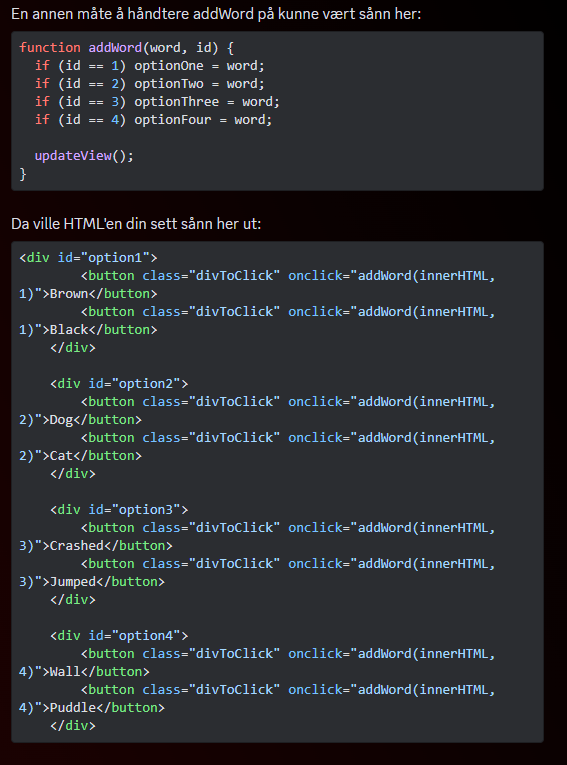 En annen måte å håndtere addWord på kunne vært sånn her:
function addWord(word, id) {
  if (id == 1) optionOne = word;
  if (id == 2) optionTwo = word;
  if (id == 3) optionThree = word;
  if (id == 4) optionFour = word;

  updateView();
}
Da ville HTML'en din sett sånn her ut:
<div id="option1">
        <button class="divToClick" onclick="addWord(innerHTML,
1)">Brown</button>
        <button class="divToClick" onclick="addWord(innerHTML,
1)">Black</button>
    </div>

    <div id="option2">
        <button class="divToClick" onclick="addWord(innerHTML,
2)">Dog</button>
        <button class="divToClick" onclick="addWord(innerHTML,
2)">Cat</button>
    </div>

    <div id="option3">
        <button class="divToClick" onclick="addWord(innerHTML,
3)">Crashed</button>
        <button class="divToClick" onclick="addWord(innerHTML,
3)">Jumped</button>
    </div>

    <div id="option4">
        <button class="divToClick" onclick="addWord(innerHTML,
4)">Wall</button>
        <button class="divToClick" onclick="addWord(innerHTML,
4)">Puddle</button>
    </div>